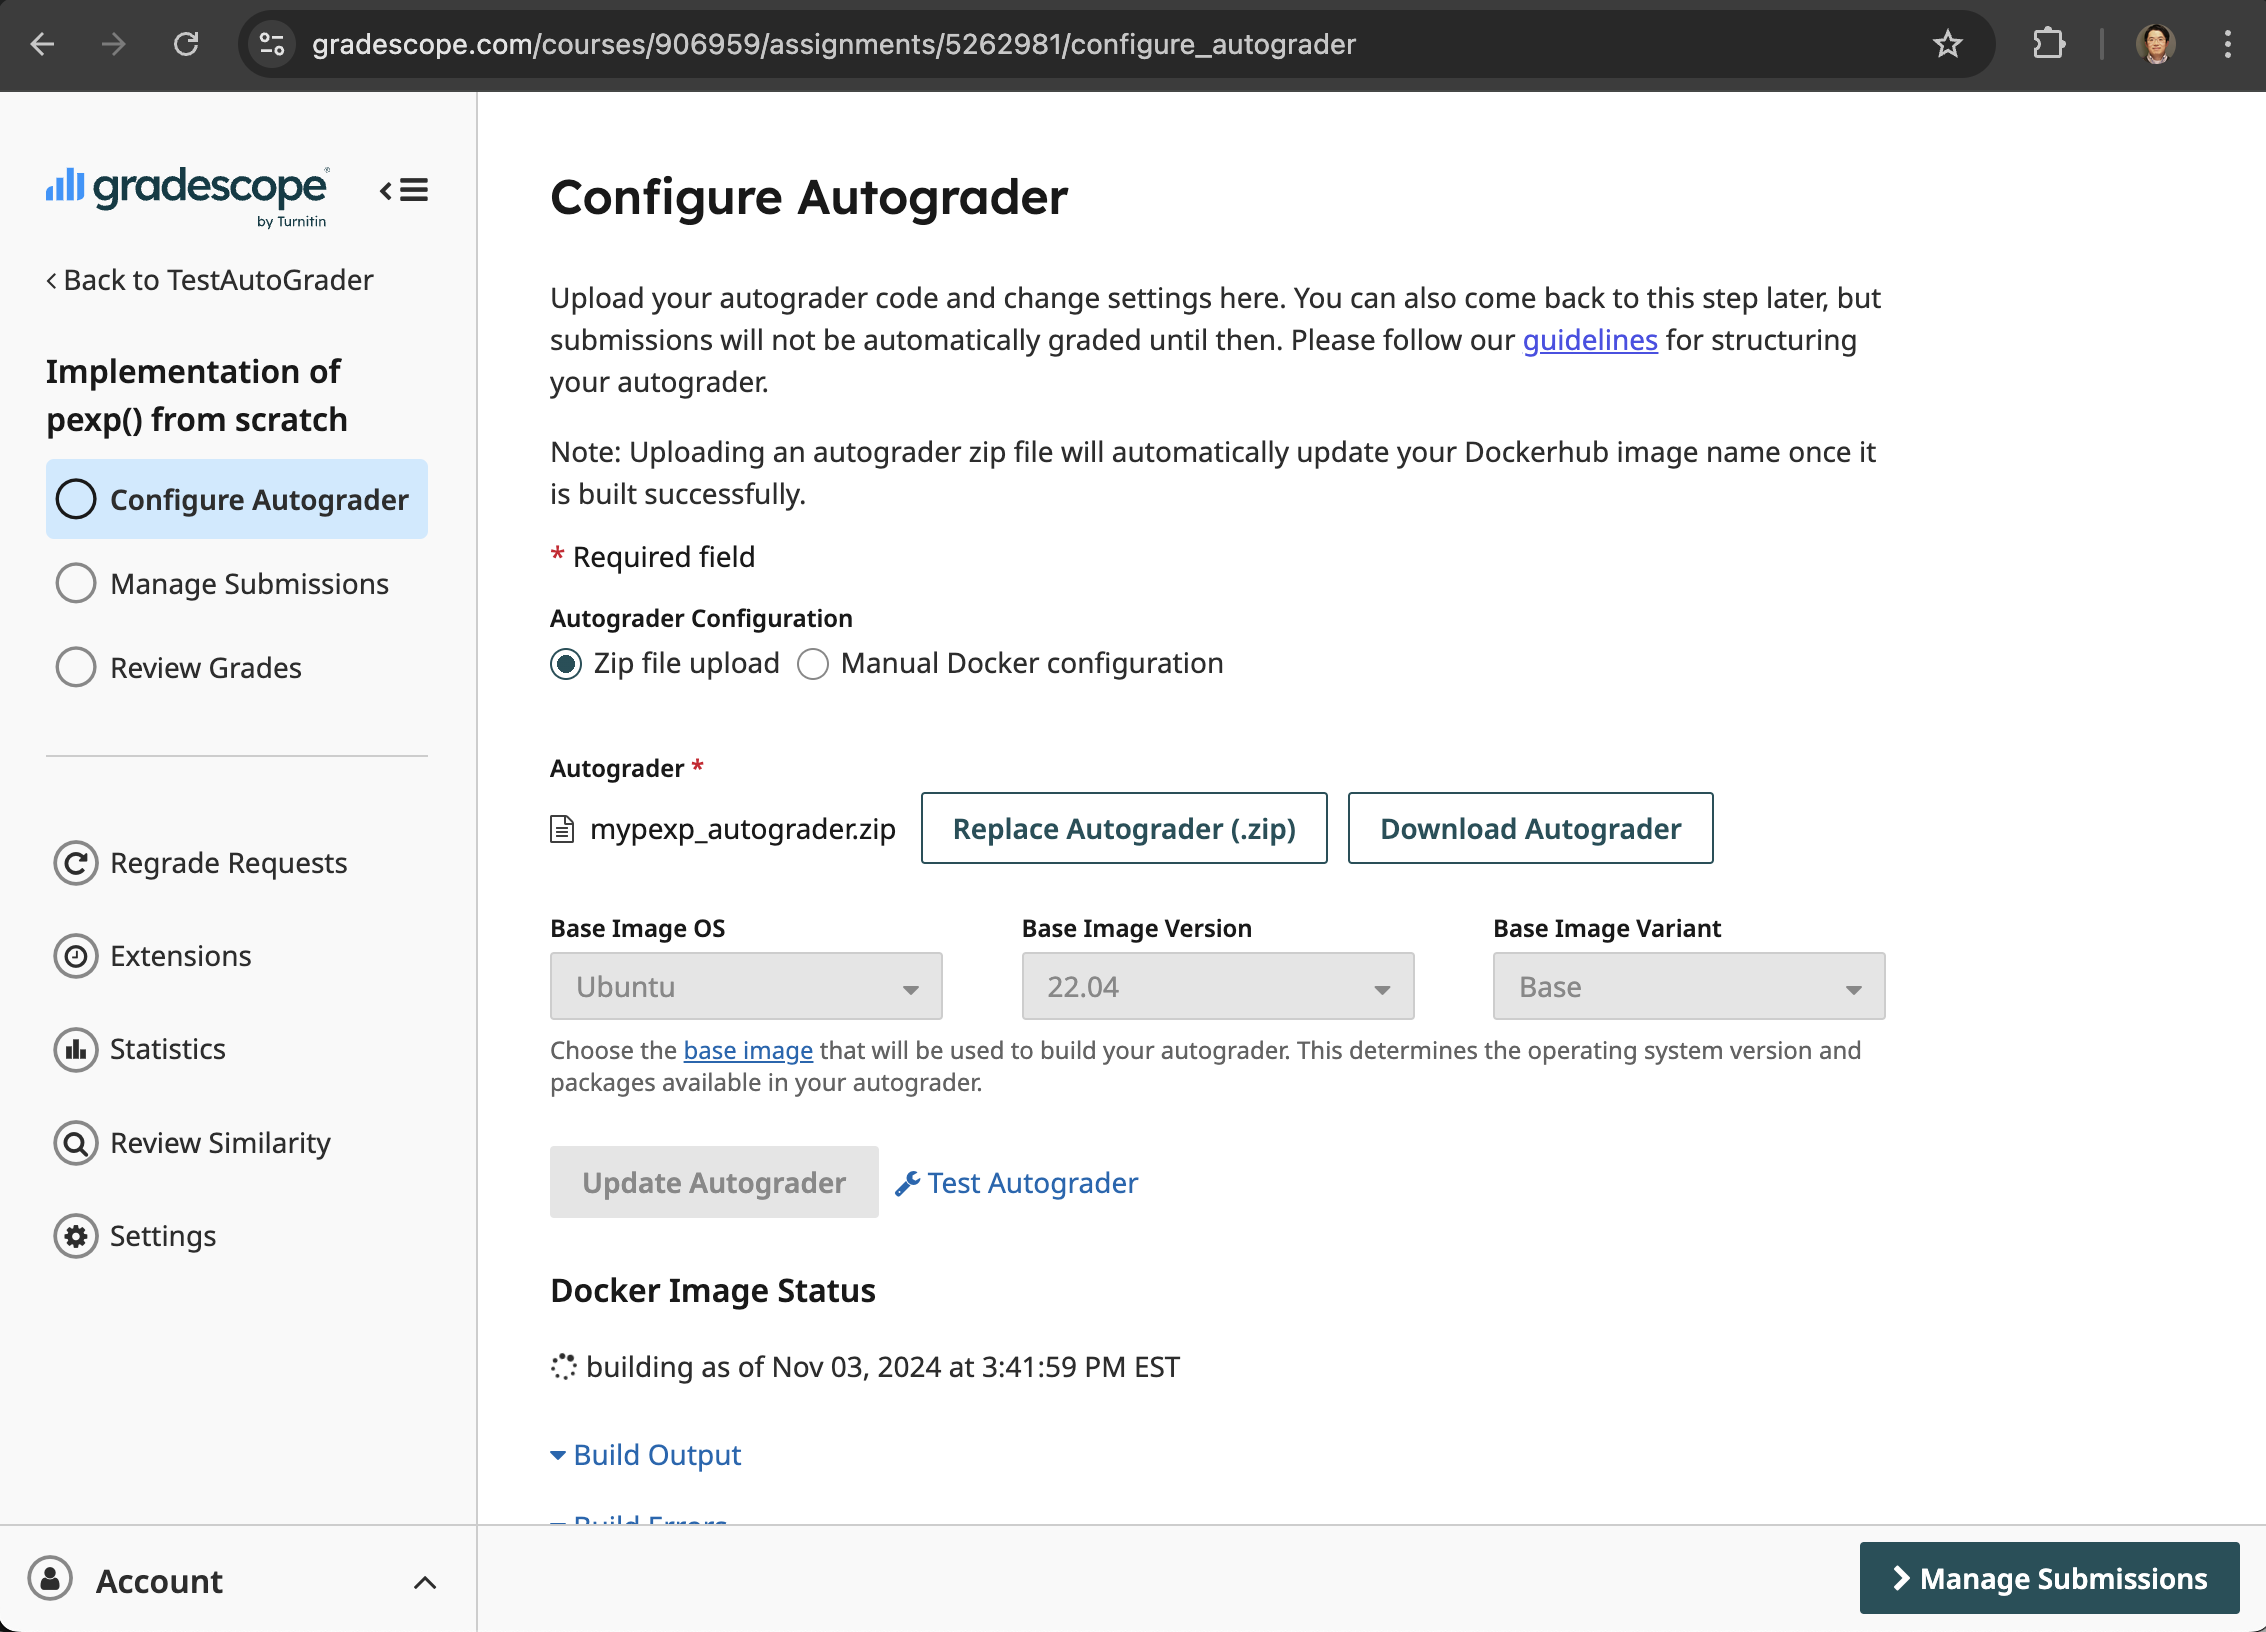 gradescope.com/courses/906959/assignments/5262981/configure_autograder
gradescope®
by Turnitin
Back to TestAutoGrader
Implementation of
pexp() from scratch
Configure Autograder
Manage Submissions
Review Grades
Regrade Requests
Extensions
Statistics
Review Similarity
Settings
Account
Configure Autograder
Upload your autograder code and change settings here. You can also come back to this step later, but
submissions will not be automatically graded until then. Please follow our guidelines for structuring
your autograder.
Note: Uploading an autograder zip file will automatically update your Dockerhub image name once it
is built successfully.
* Required field
Autograder Configuration
Zip file upload Manual Docker configuration
Autograder *
mypexp_autograder.zip Replace Autograder (.zip) Download Autograder
Base Image OS Base Image Version Base Image Variant
Ubuntu 22.04 Base
Choose the base image that will be used to build your autograder. This determines the operating system version and
packages available in your autograder.
Update Autograder Test Autograder
Docker Image Status
building as of Nov 03, 2024 at 3:41:59 PM EST
Build Output
Build Errors
Manage Submissions